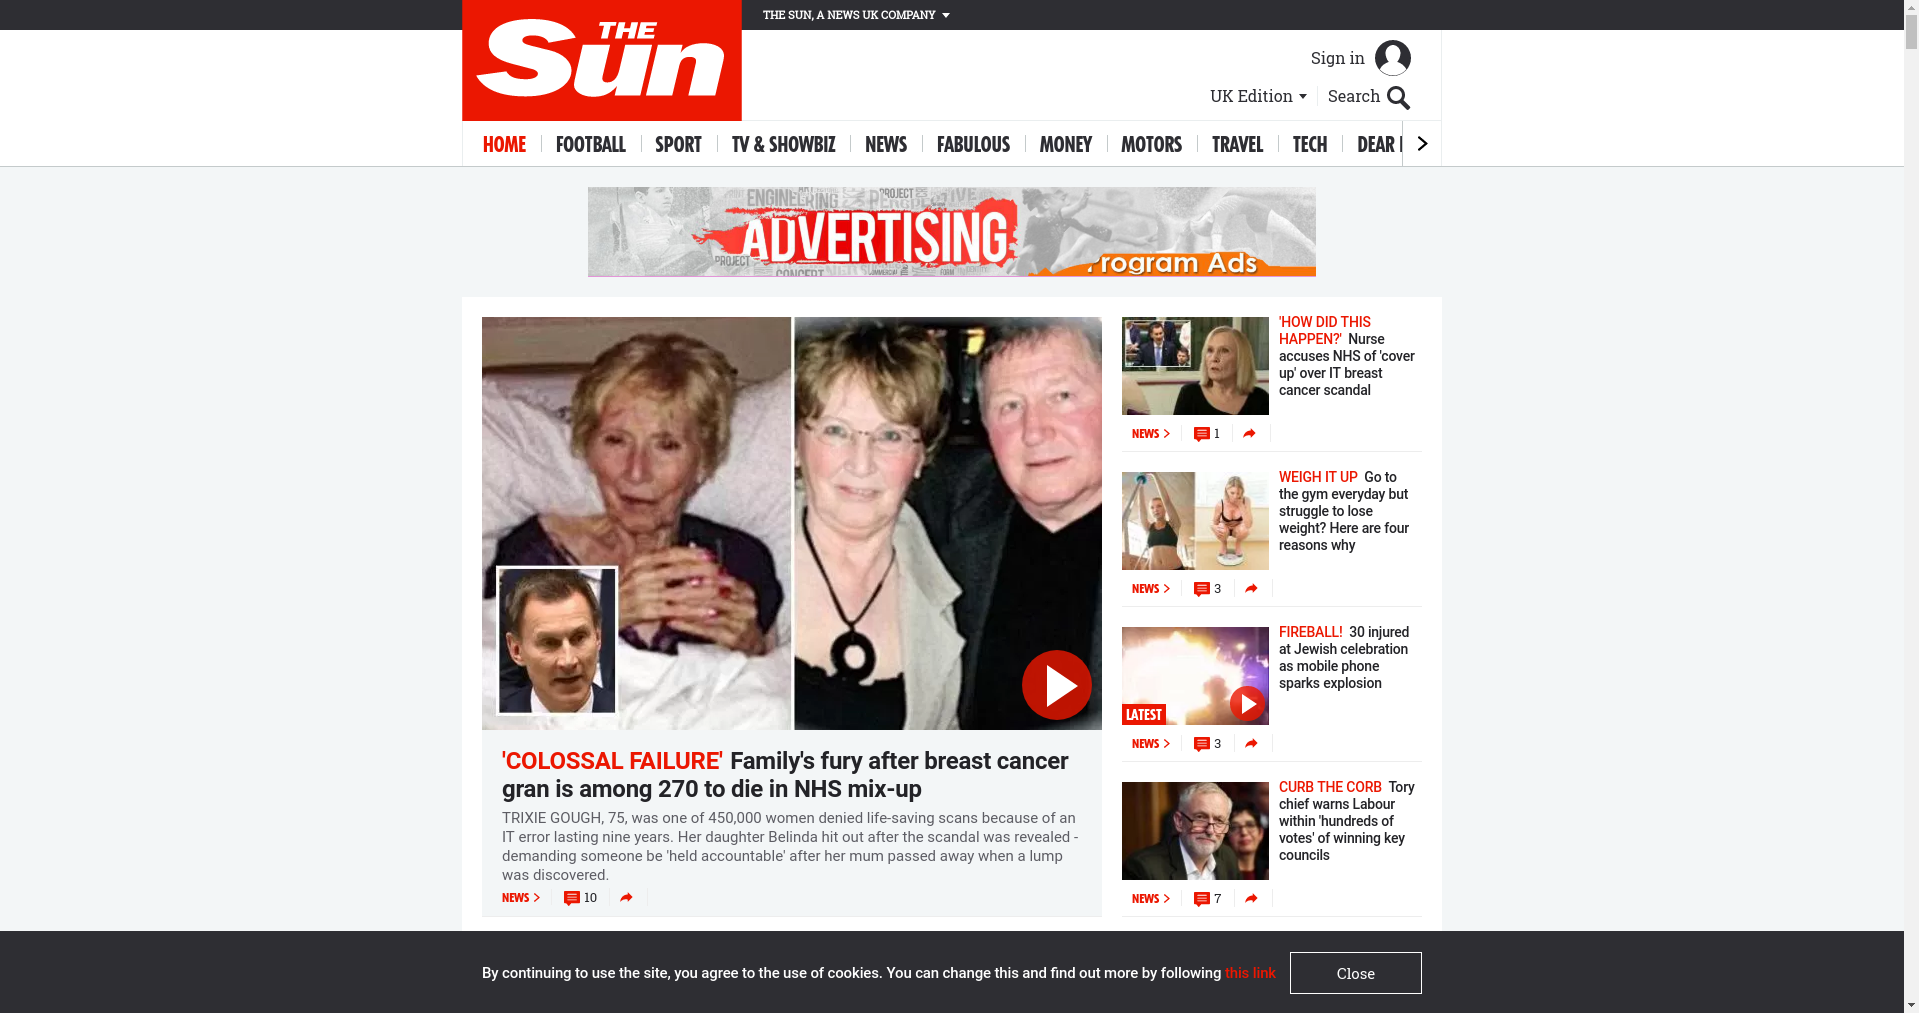 THE SUN, A NEWS UK COMPANY
THE
Sun
Sign in
UK Edition
Search
HOME
FOOTBALL
SPORT
TV & SHOWBIZ
NEWS
FABULOUS
MONEY
MOTORS
TRAVEL
TECH
DEAR
ENGINEERING
PROJECT
ADVERTISING
PROJECT
CONCEPT
rogram Ads
'COLOSSAL FAILURE' Family's fury after breast cancer
gran is among 270 to die in NHS mix-up
TRIXIE GOUGH, 75, was one of 450,000 women denied life-saving scans because of an
IT error lasting nine years. Her daughter Belinda hit out after the scandal was revealed -
demanding someone be 'held accountable' after her mum passed away when a lump
was discovered.
NEWS 10
'HOW DID THIS
HAPPEN?' Nurse
accuses NHS of 'cover
up' over IT breast
cancer scandal
NEWS 1
WEIGH IT UP Go to
the gym everyday but
struggle to lose
weight? Here are four
reasons why
NEWS 3
FIREBALL! 30 injured
at Jewish celebration
as mobile phone
sparks explosion
LATEST
NEWS 3
CURB THE CORB Tory
chief warns Labour
within 'hundreds of
votes' of winning key
councils
NEWS 7
By continuing to use the site, you agree to the use of cookies. You can change this and find out more by following this link
Close